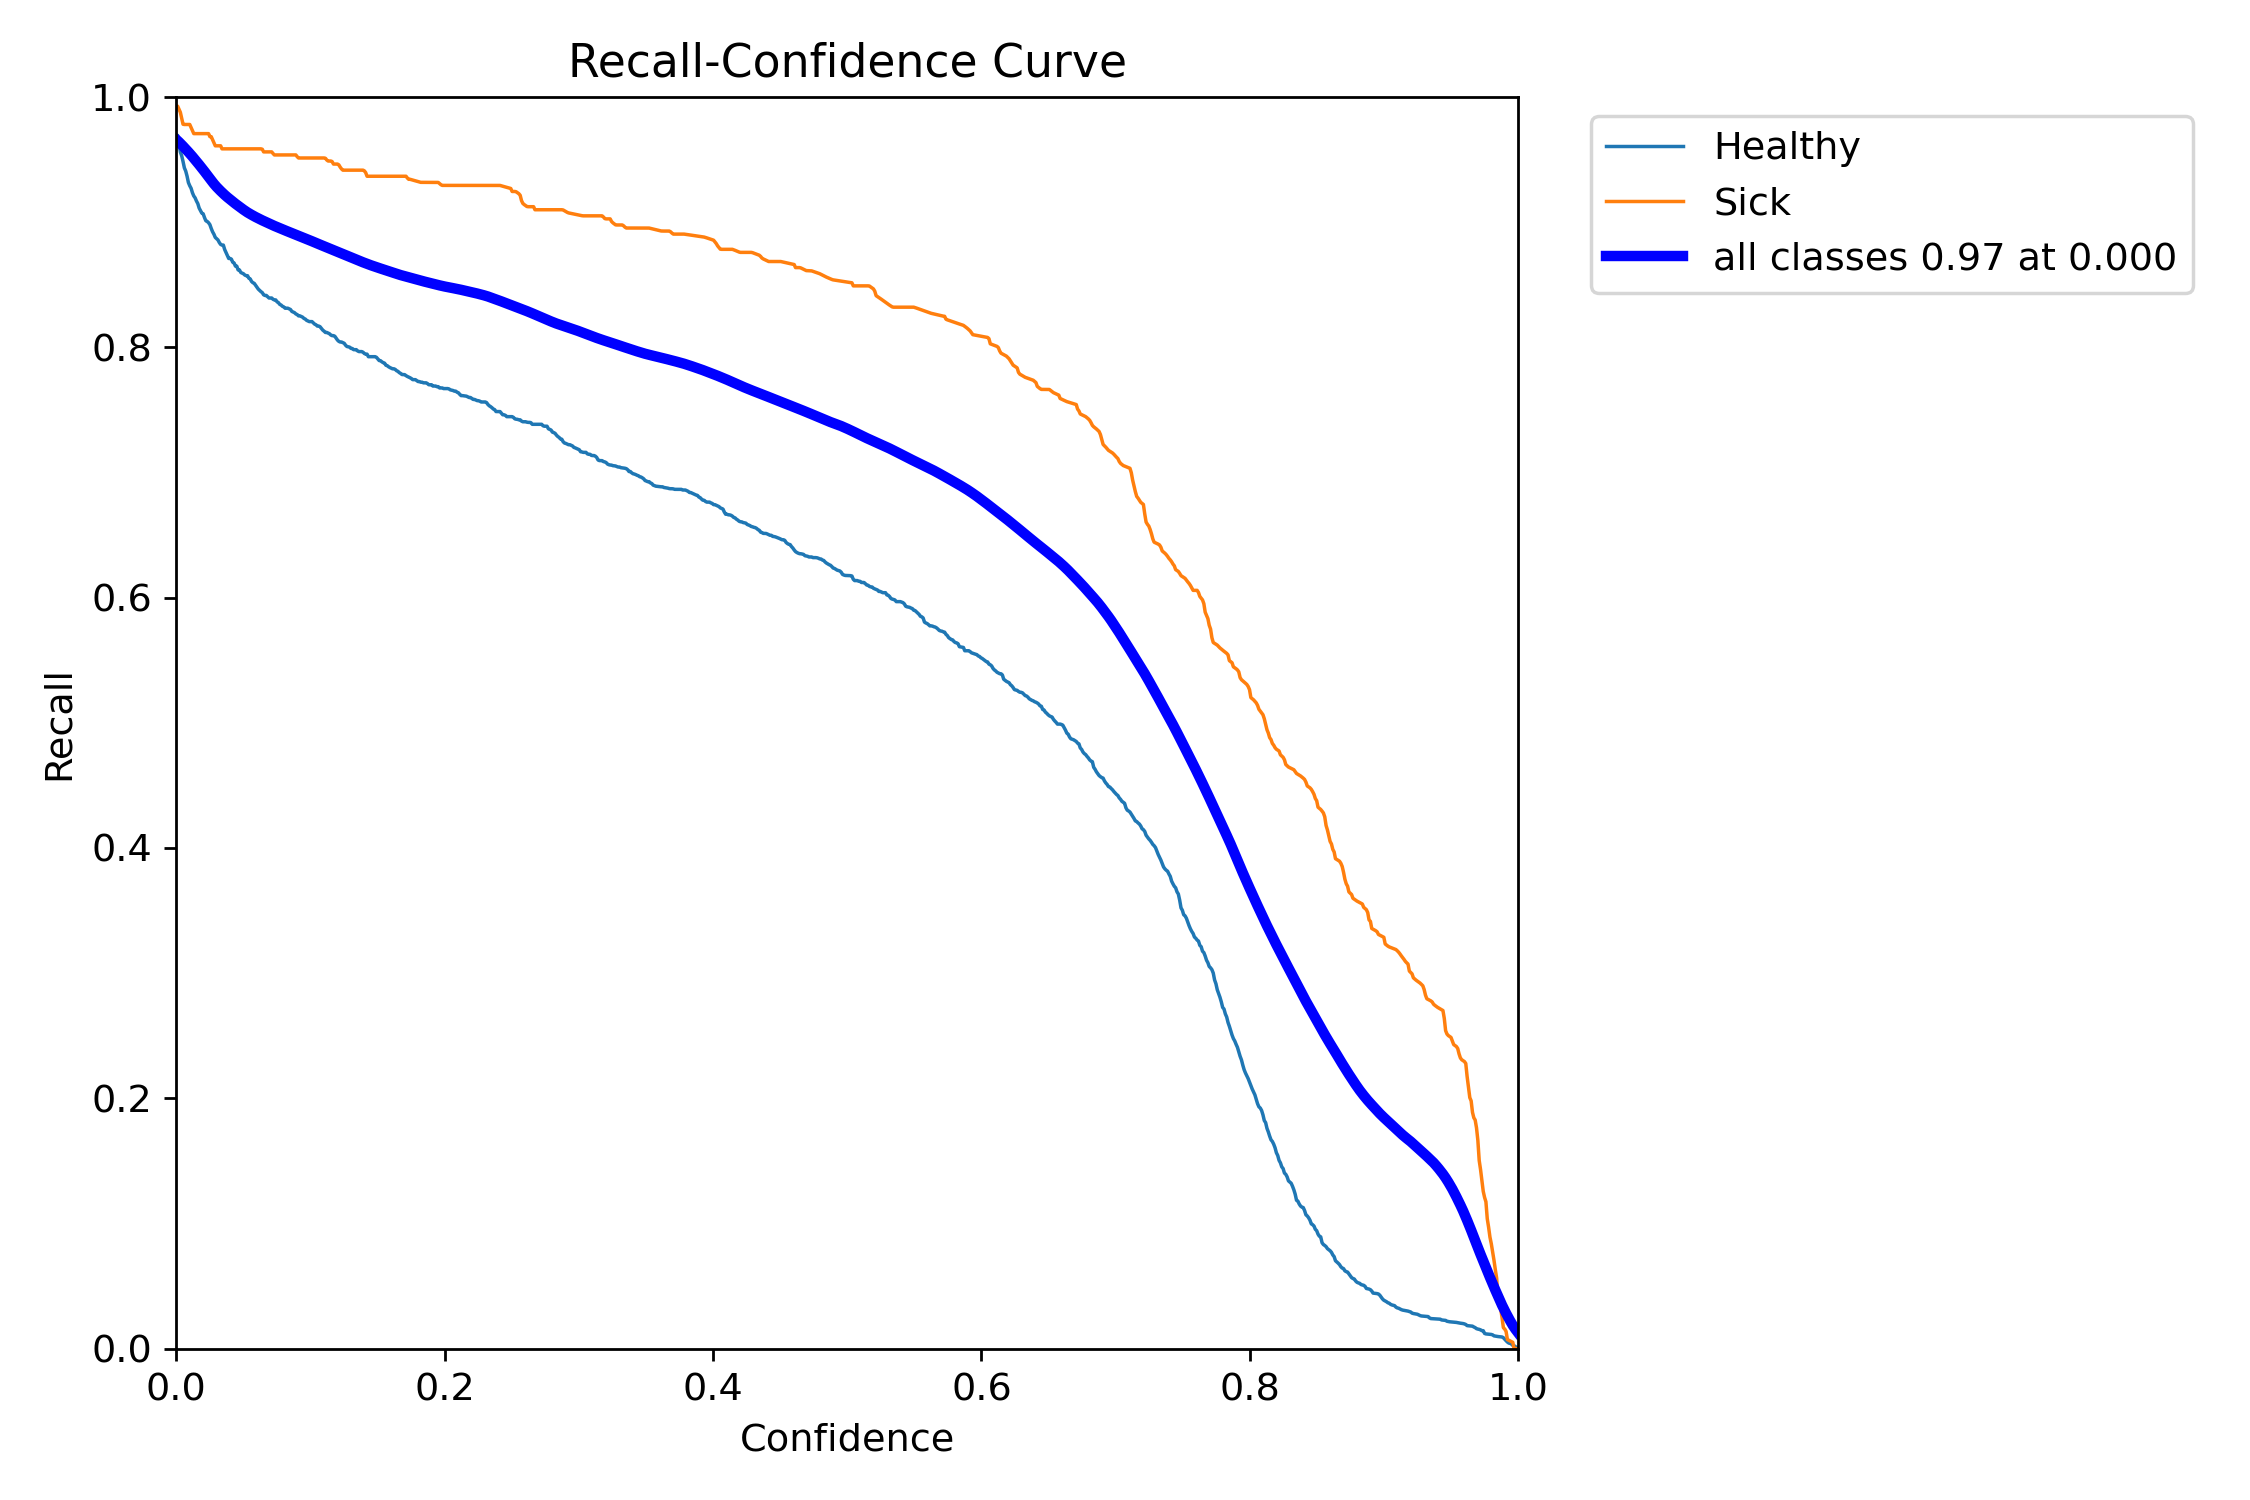 Recall-Confidence Curve
Healthy
Sick
all classes 0.97 at 0.000
1.0
0.8
0.6
0.4
0.2
0.0
Recall
0.0 0.2 0.4 0.6 0.8 1.0
Confidence